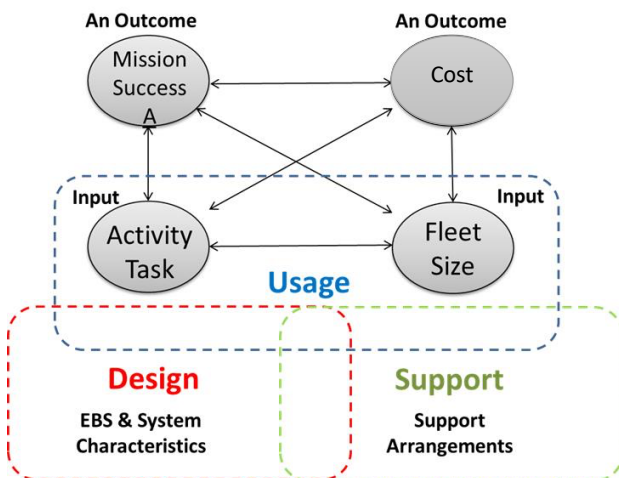 An Outcome
An Outcome
Mission
Success
A
Cost
Input
Input
Activity
Task
Fleet
Size
Usage
Design
Support
EBS & System
Characteristics
Support
Arrangements